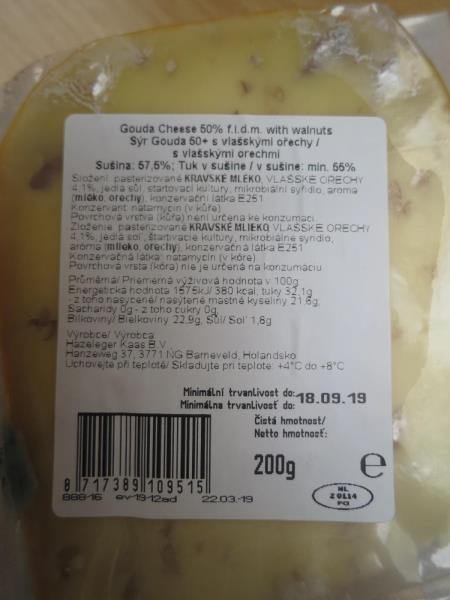 Gouda Cheese 50% f.i.d.m. with walnuts
Sýr Gouda 50+ s vlašskými ořechy /
s vlašskými orechmi
Sušina: 57,5%; Tuk v sušine / v sušine: min. 55%
Složení: pasterizované KRAVSKÉ MLÉKO, VLAŠSKÉ OŘECHY
4,1%, jedlá sůl, startovací kultury, mikrobiální syřidlo, aroma
(mléko, ořechy), konzervační látka E251
Konzervant: natamycin (v kůře)
Povrchová vrstva (kůra) není určena ke konzumaci.
Zloženie: pasterizované KRAVSKÉ MLIEKO, VLAŠSKÉ ORECHY
4,1%, jedlá soľ, štartovacie kultúry, mikrobiálne syridlo,
aroma (mlieko, orechy), konzervačná látka E251
Konzervačná látka: natamycín (v kôre)
Povrchová vrstva (kôra) nie je určená na konzumáciu
Průměrná/ Priemerná výživová hodnota v 100g
Energetická hodnota 1575kJ/ 380 kcal, tuky 32,1g
- z toho nasycené/ nasýtené mastné kyseliny 21,6g,
Sacharidy 0g - z toho cukry 0g,
Bílkoviny/ Bielkoviny 22,9g, Sůl/ Soľ 1,8g
Výrobce/ Výrobca
Hazeleger Kaas B.V.
Hanzeweg 37, 3771 NG Barneveld, Holandsko
Uchovejte při teplotě/ Skladujte pri teplote: +4°C do +8°C
Minimální trvanlivost do:
Minimálna trvanlivosť do: 18.09.19
Čistá hmotnost/
Netto hmotnosť:
200g e
8 717389 109515
88816 ev1912ad 22.03.19
NL
Z 0114
PG